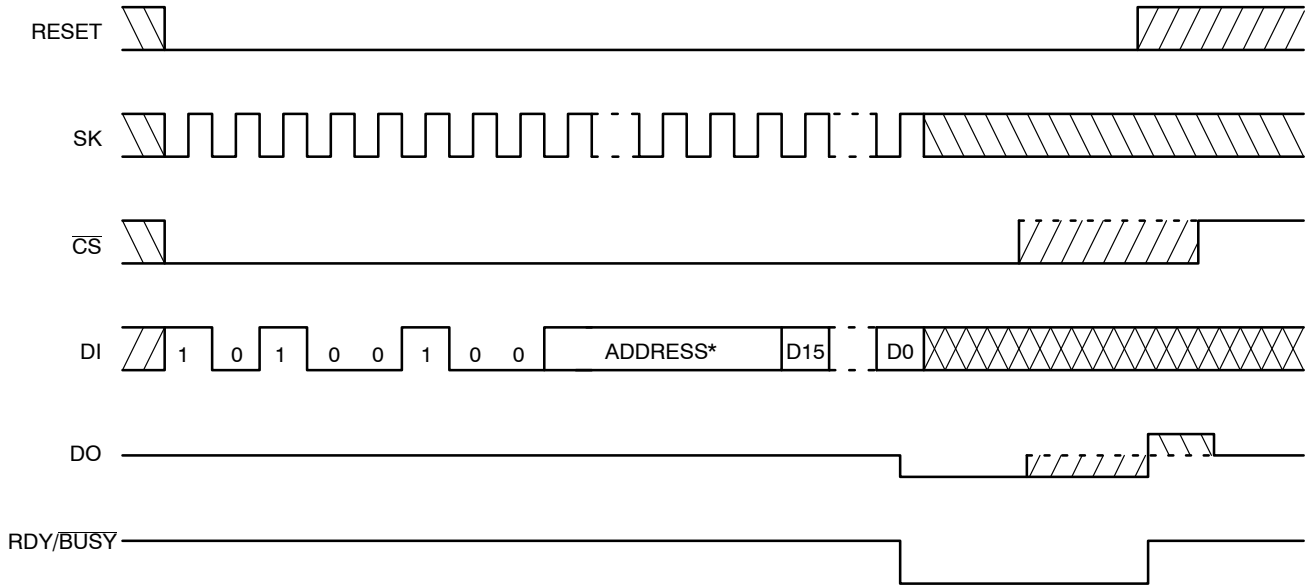 RESET
SK
CS
DI 1 0 1 0 0 1 0 0 ADDRESS* D15 D0
DO
RDY/BUSY